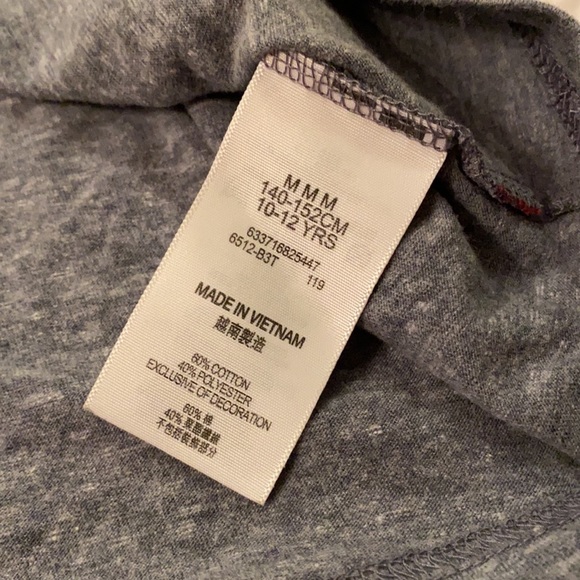 M M M
140-152CM
10-12 YRS
633716825447
6512-B3T 119
MADE IN VIETNAM
越南製造
60% COTTON
40% POLYESTER
EXCLUSIVE OF DECORATION
60% 棉
40% 聚酯纖維
不包括裝飾部分